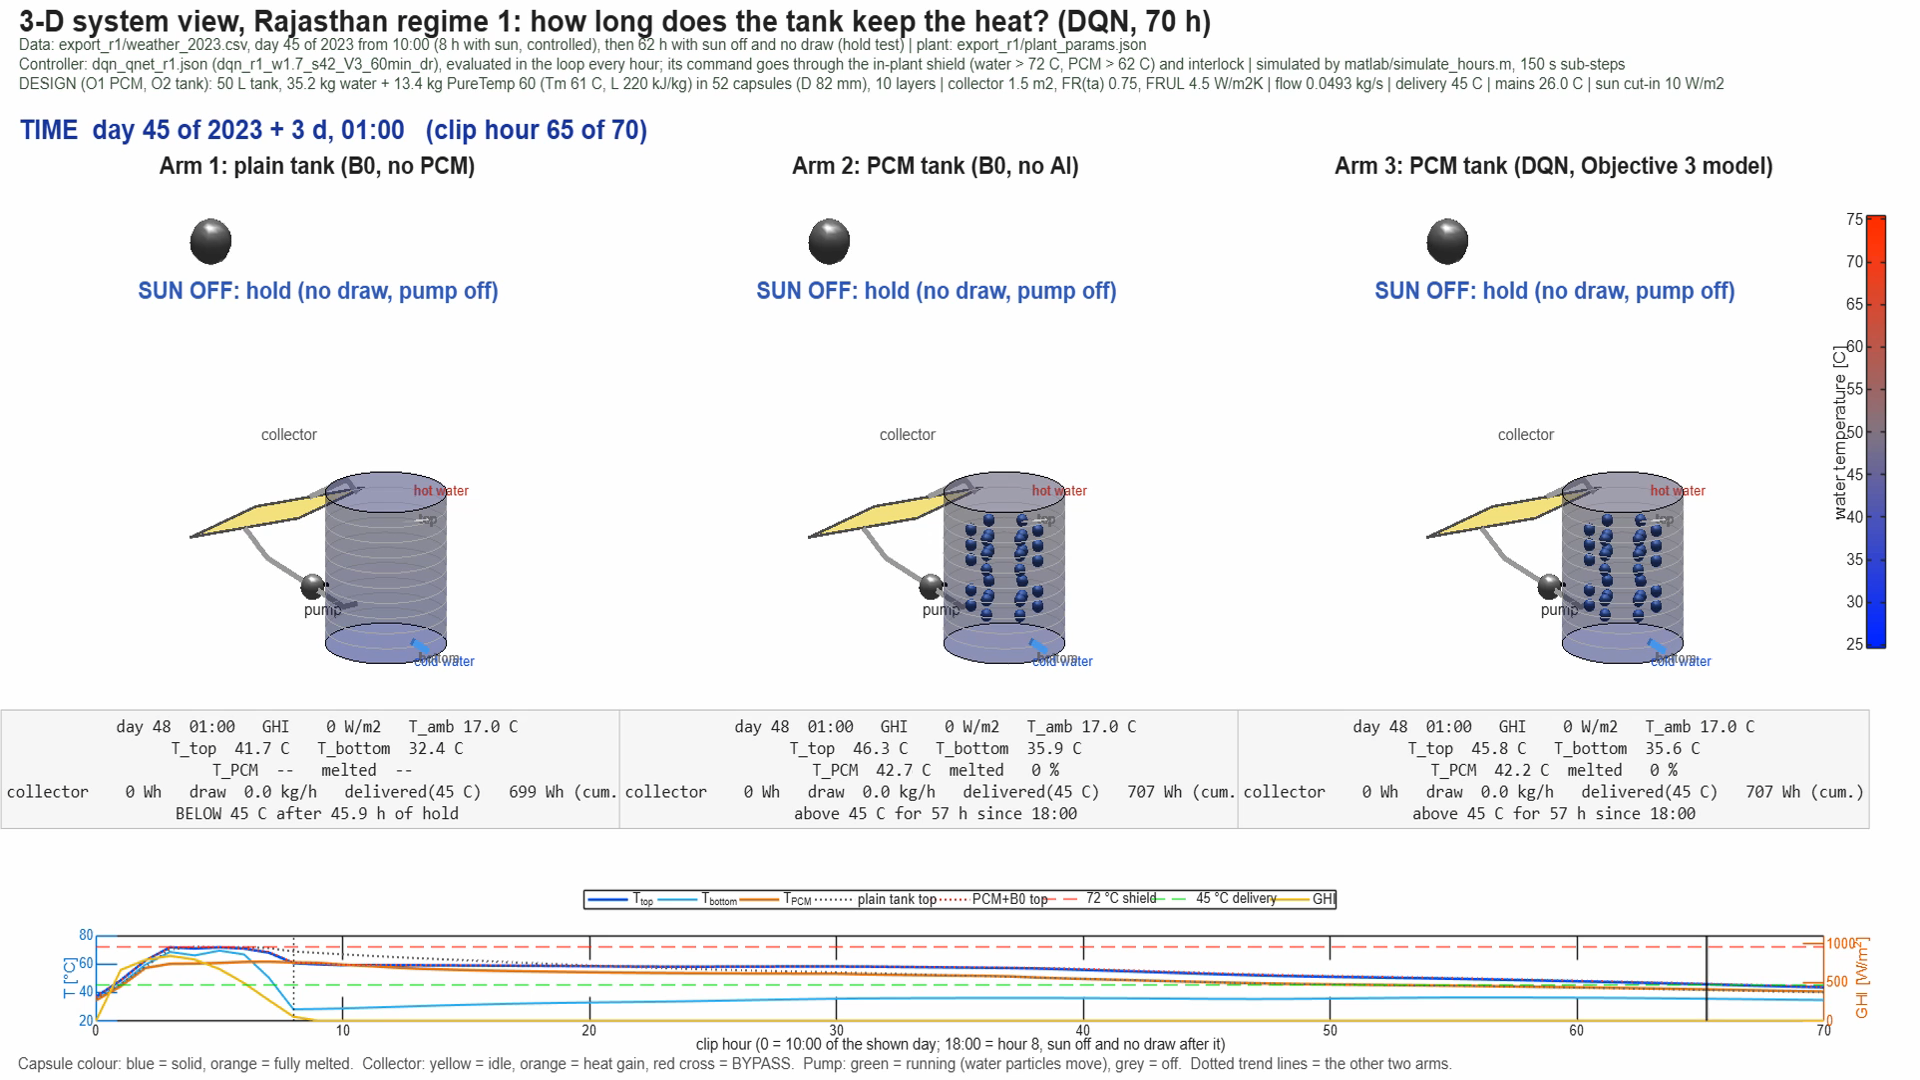 3-D system view, Rajasthan regime 1: how long does the tank keep the heat? (DQN, 70 h)
Data: export_r1/weather_2023.csv, day 45 of 2023 from 10:00 (8 h with sun, controlled), then 62 h with sun off and no draw (hold test) | plant: export_r1/plant_params.json
Controller: dqn_qnet_r1.json (dqn_r1_w1.7_s42_V3_60min_dr), evaluated in the loop every hour; its command goes through the in-plant shield (water > 72 C, PCM > 62 C) and interlock | simulated by matlab/simulate_hours.m, 150 s sub-steps
DESIGN (O1 PCM, O2 tank): 50 L tank, 35.2 kg water + 13.4 kg PureTemp 60 (Tm 61 C, L 220 kJ/kg) in 52 capsules (D 82 mm), 10 layers | collector 1.5 m2, FR(ta) 0.75, FRUL 4.5 W/m2K | flow 0.0493 kg/s | delivery 45 C | mains 26.0 C | sun cut-in 10 W/m2
TIME day 45 of 2023 + 3 d, 01:00 (clip hour 65 of 70)
Arm 1: plain tank (B0, no PCM)
SUN OFF: hold (no draw, pump off)
collector
hot water
top
pump
bottom
cold water
Arm 2: PCM tank (B0, no AI)
SUN OFF: hold (no draw, pump off)
collector
hot water
top
pump
bottom
cold water
Arm 3: PCM tank (DQN, Objective 3 model)
SUN OFF: hold (no draw, pump off)
collector
hot water
top
pump
bottom
cold water
75
70
65
60
55
50
45
40
35
30
25
water temperature [C]
day 48 01:00 GHI 0 W/m2 T_amb 17.0 C
T_top 41.7 C T_bottom 32.4 C
T_PCM -- melted --
collector 0 Wh draw 0.0 kg/h delivered(45 C) 699 Wh (cum.
BELOW 45 C after 45.9 h of hold
day 48 01:00 GHI 0 W/m2 T_amb 17.0 C
T_top 46.3 C T_bottom 35.9 C
T_PCM 42.7 C melted 0 %
collector 0 Wh draw 0.0 kg/h delivered(45 C) 707 Wh (cum.
above 45 C for 57 h since 18:00
day 48 01:00 GHI 0 W/m2 T_amb 17.0 C
T_top 45.8 C T_bottom 35.6 C
T_PCM 42.2 C melted 0 %
collector 0 Wh draw 0.0 kg/h delivered(45 C) 707 Wh (cum.)
above 45 C for 57 h since 18:00
T_top T_bottom T_PCM plain tank top PCM+B0 top 72 °C shield 45 °C delivery GHI
80
60
40
20
T [°C]
1000
500
0
GHI [W/m²]
0 10 20 30 40 50 60 70
clip hour (0 = 10:00 of the shown day; 18:00 = hour 8, sun off and no draw after it)
Capsule colour: blue = solid, orange = fully melted. Collector: yellow = idle, orange = heat gain, red cross = BYPASS. Pump: green = running (water particles move), grey = off. Dotted trend lines = the other two arms.